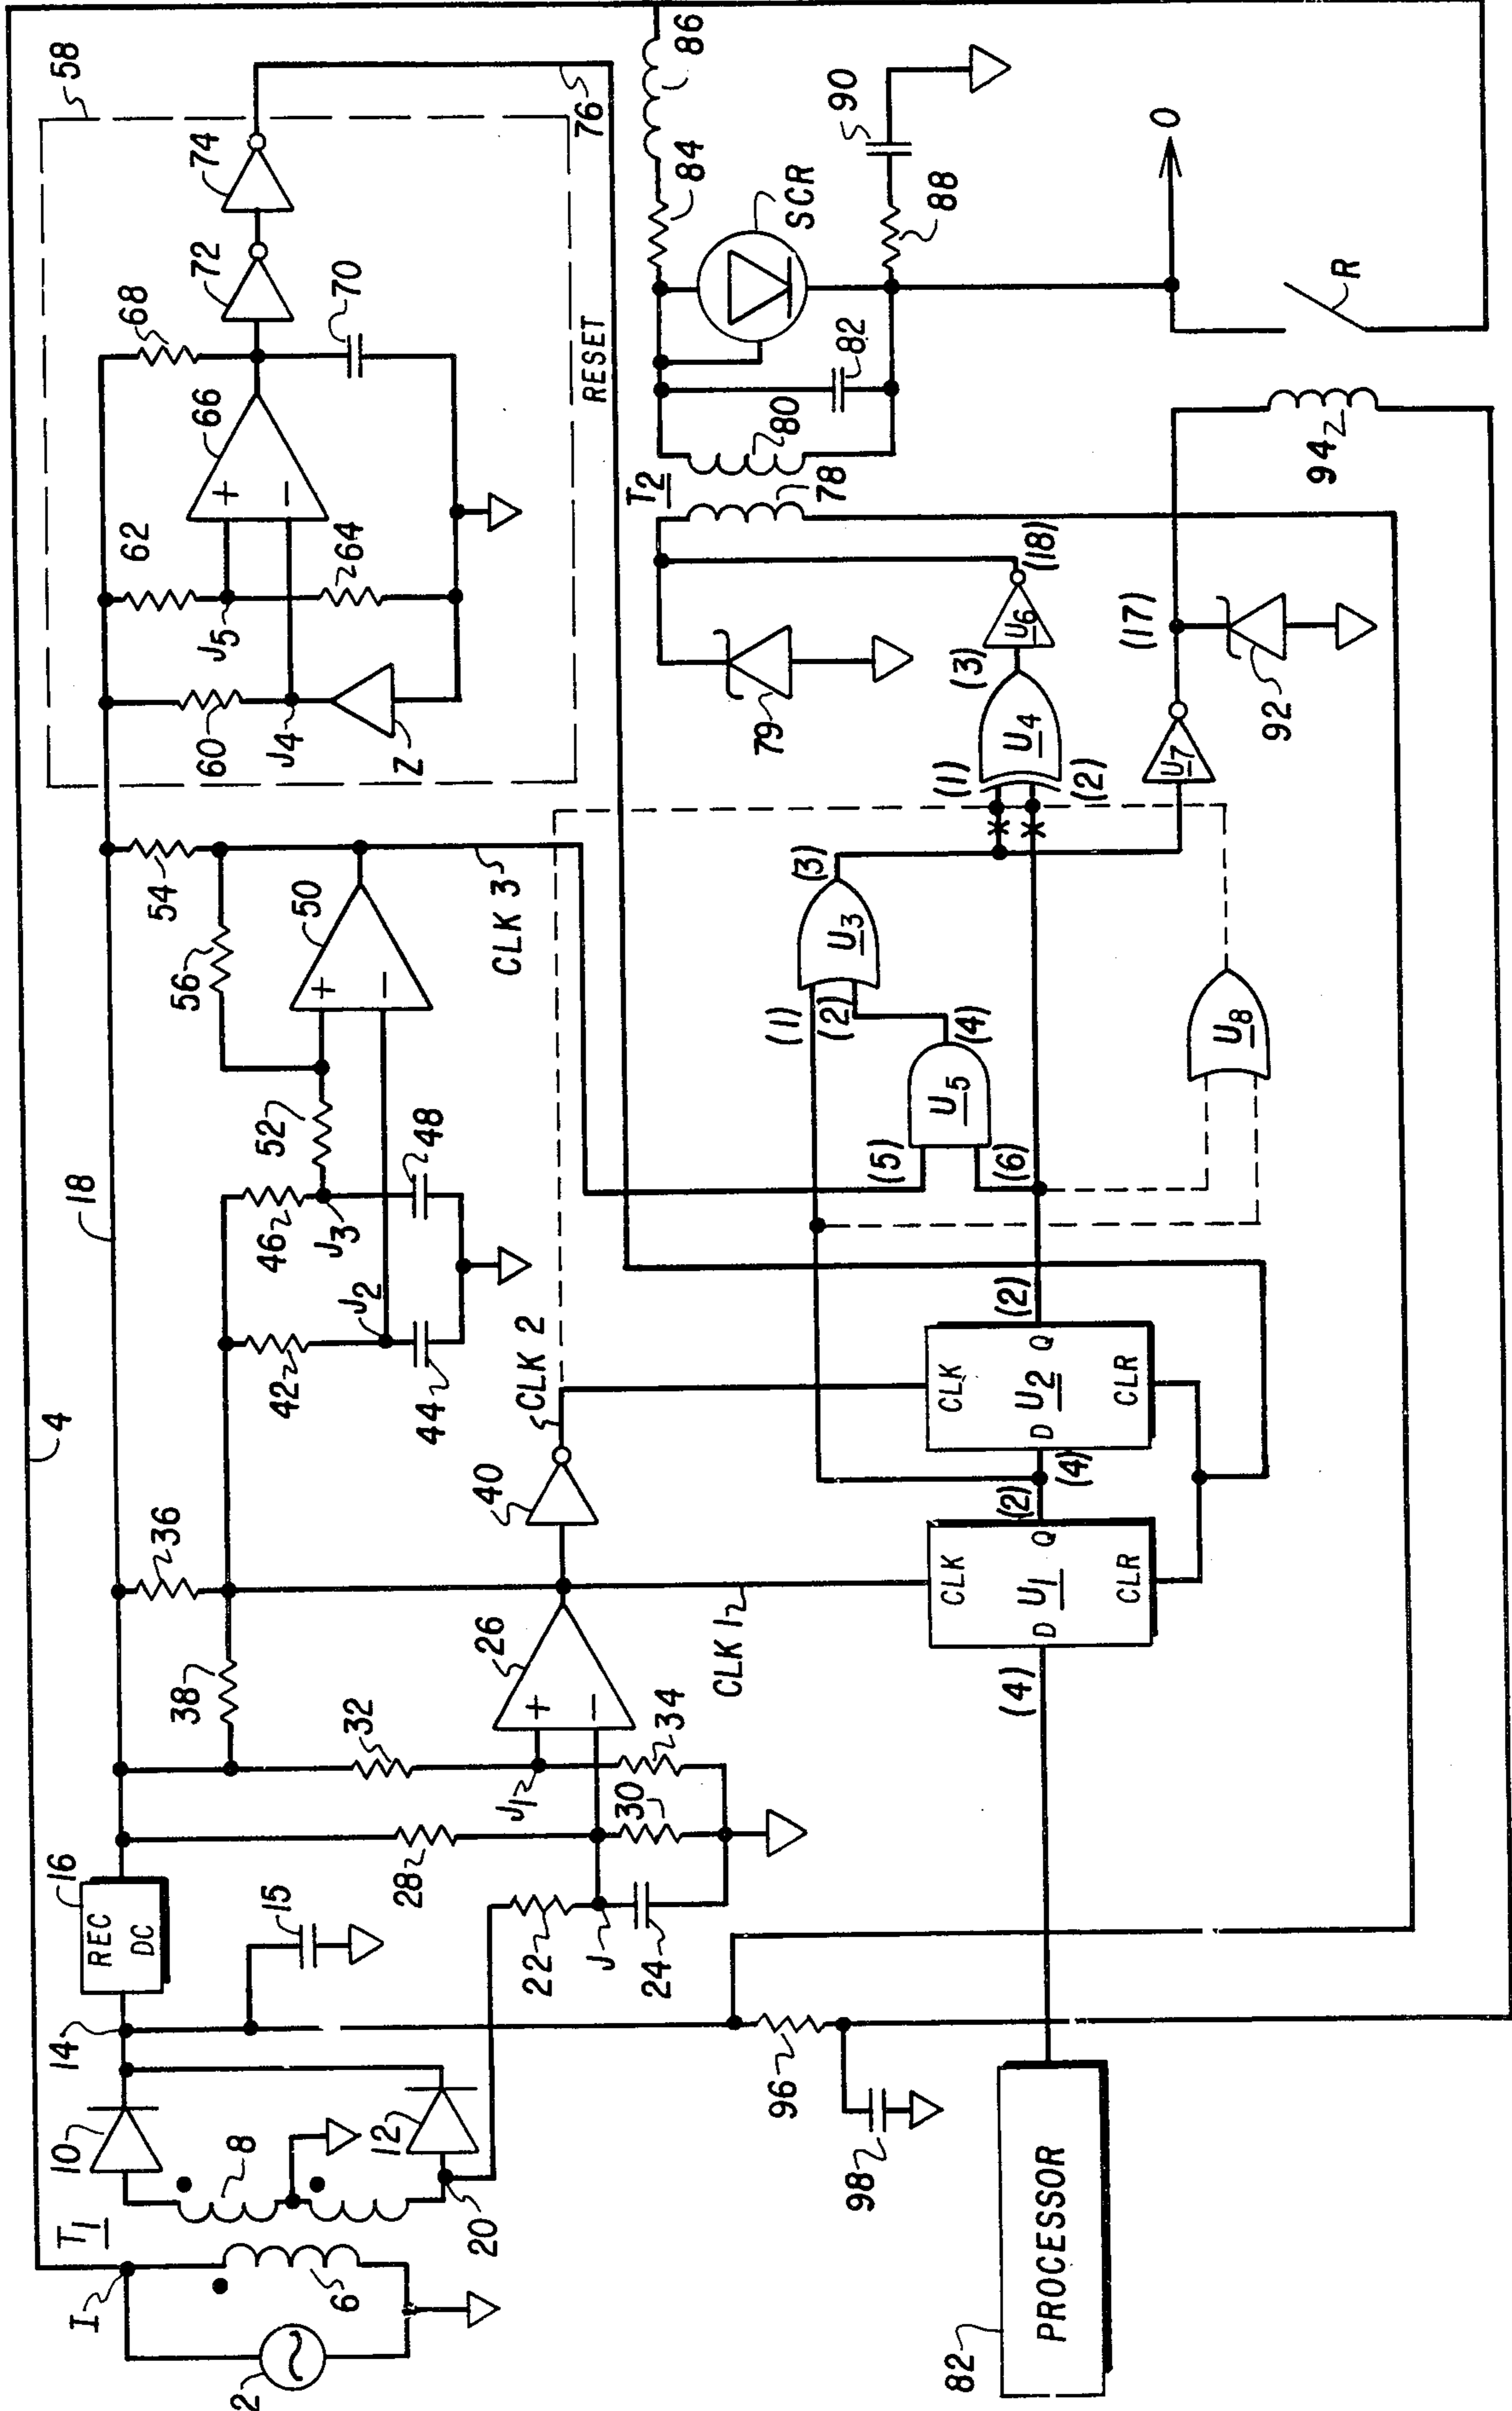 4
18
58
I
T1
2
6
8
10
12
14
15
16
REC
DC
20
22
J
24
28
30
32
34
J1
26
38
36
40
CLK 1
CLK 2
42
44
J2
46
48
J3
52
56
50
54
CLK 3
60
J4
Z
62
J5
64
66
68
70
72
74
76
RESET
+
−
+
−
+
−
T2
78
79
80
82
84
86
SCR
88
90
O
R
92
94
96
98
82
PROCESSOR
(4)
CLK
D U1 Q
CLR
(2)
(4)
CLK
D U2 Q
CLR
(2)
(5)
(6)
U5
(4)
(1)
(2)
U3
(3)
U8
(1)
(2)
U4
(3)
U6
(18)
U7
(17)